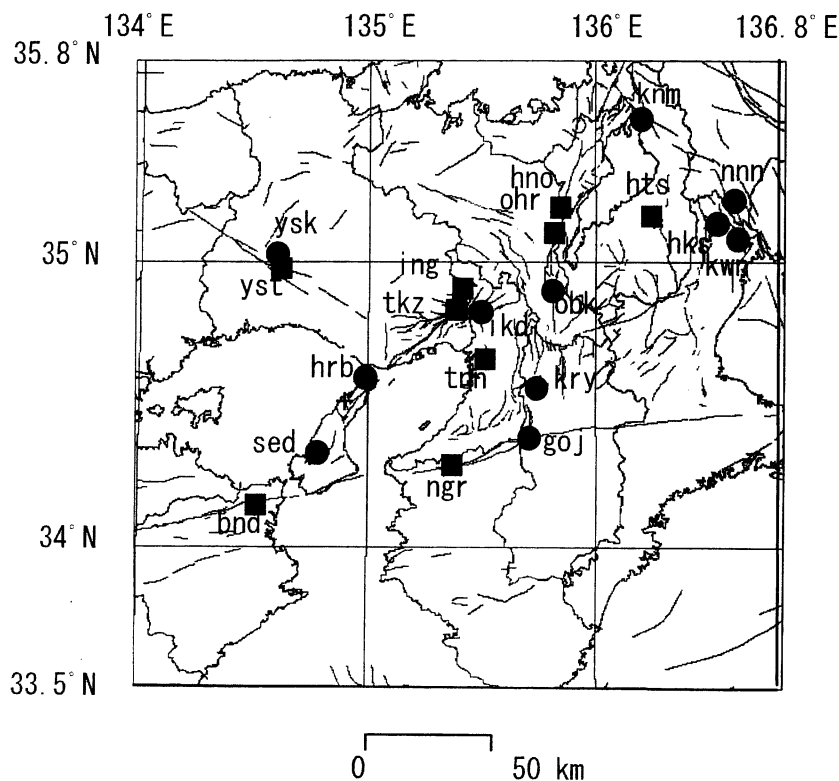 134°E 135°E 136°E 136.8°E
35.8°N
knm
hno
nnn
ohr
hts
ysk
hks
35°N
kwn
jng
yst
obk
tkz
ikd
hrb
trn
kry
sed
goj
ngr
bnd
34°N
33.5°N
0 50 km